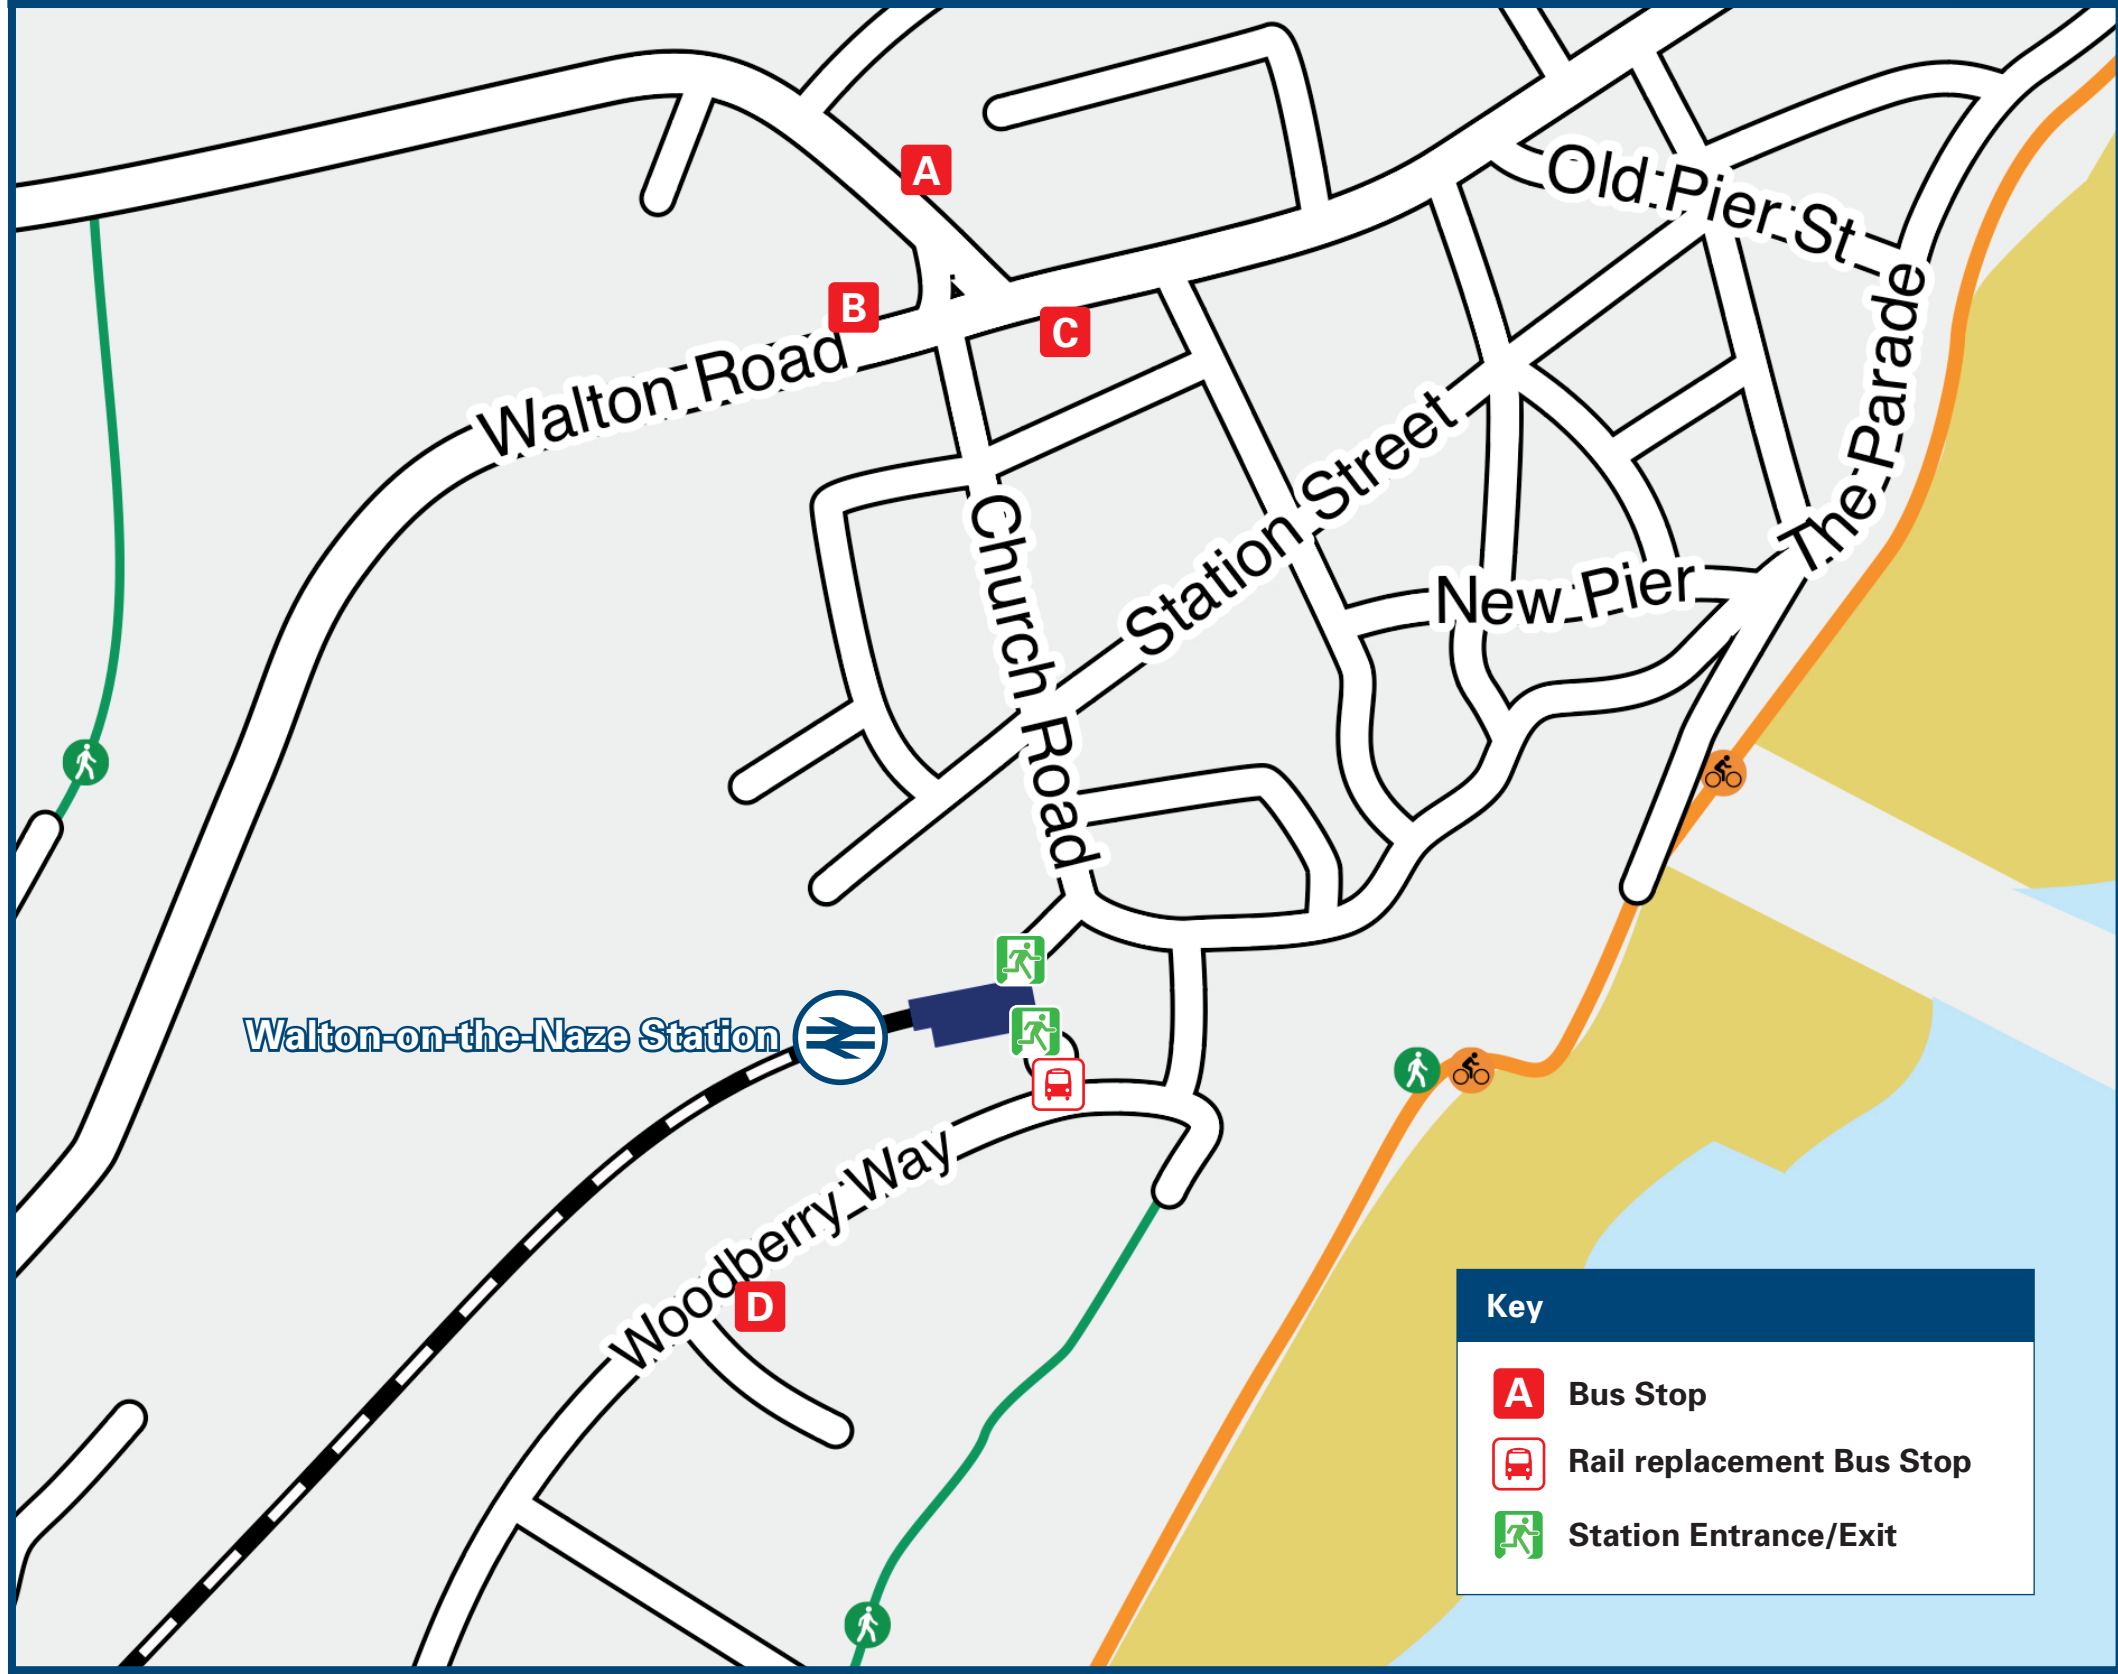 A
Old Pier St
B
C
Walton Road
The Parade
Church Road
Station Street
New Pier
Walton-on-the-Naze Station
Woodberry Way
D
Key
A Bus Stop
Rail replacement Bus Stop
Station Entrance/Exit